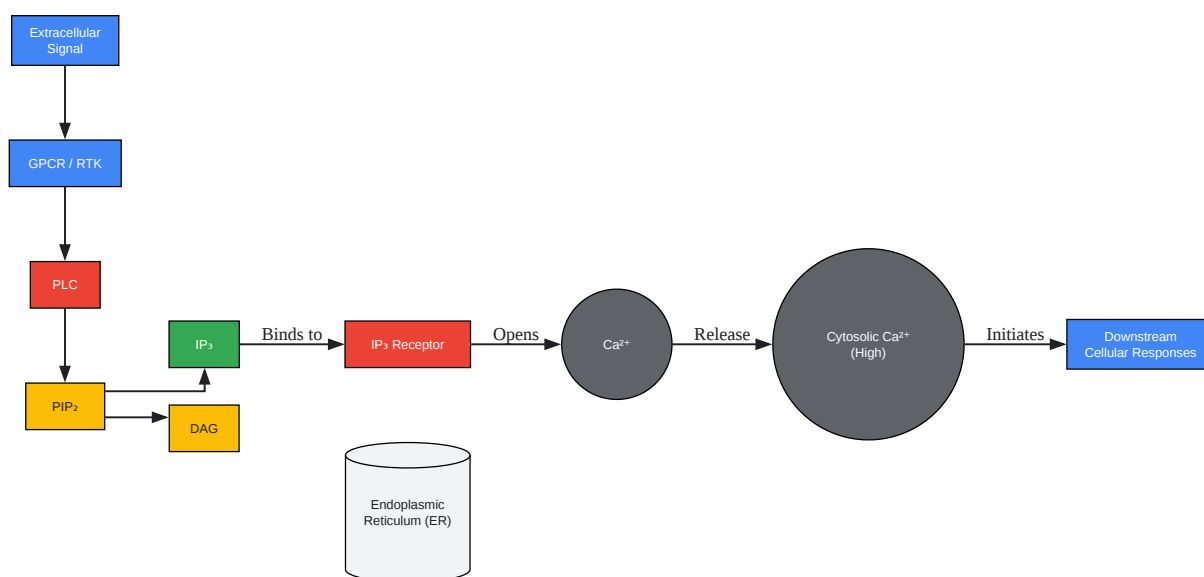 Extracellular
Signal
GPCR / RTK
PLC
PIP₂
IP₃
DAG
Binds to
IP₃ Receptor
Opens
Ca²⁺
Release
Cytosolic Ca²⁺
(High)
Initiates
Downstream
Cellular Responses
Endoplasmic
Reticulum (ER)